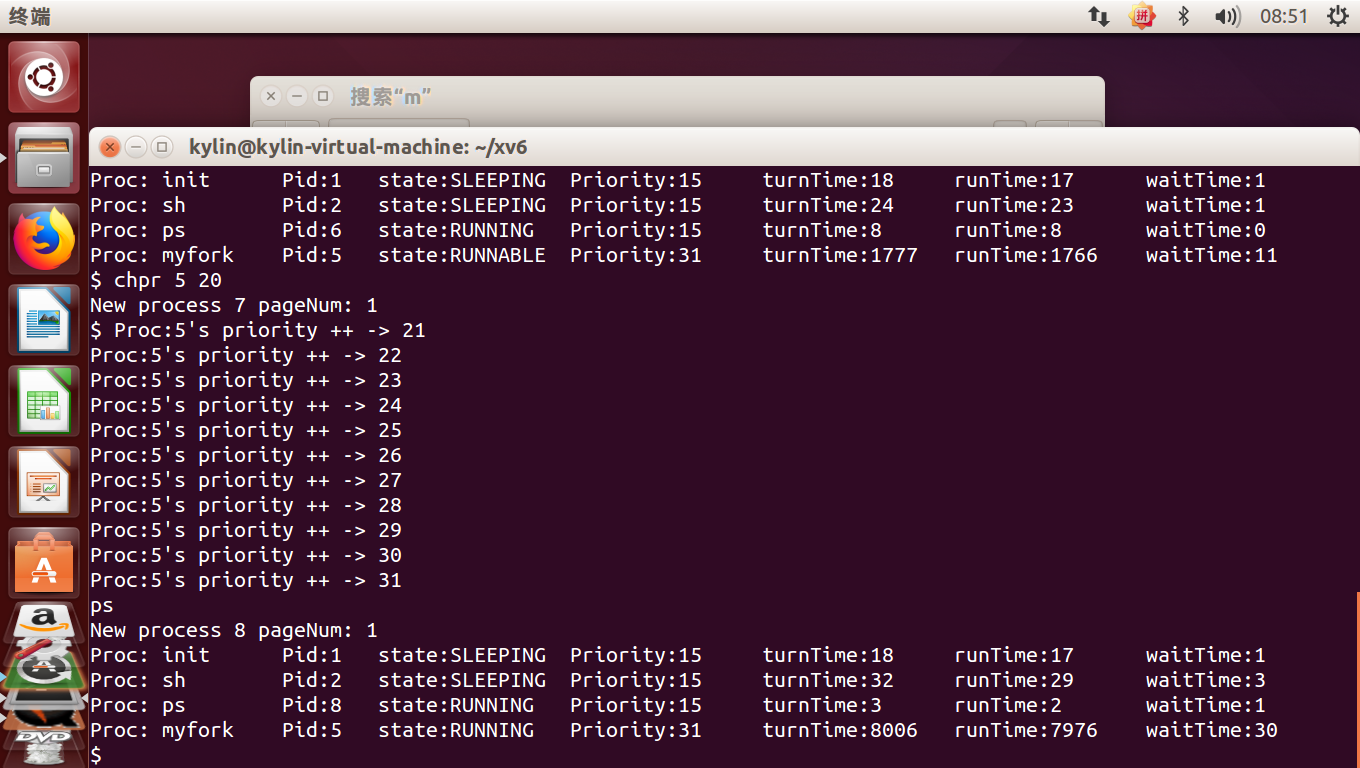 终端
拼
08:51
搜索“m”
kylin@kylin-virtual-machine: ~/xv6
Proc: init      Pid:1   state:SLEEPING  Priority:15     turnTime:18     runTime:17      waitTime:1
Proc: sh        Pid:2   state:SLEEPING  Priority:15     turnTime:24     runTime:23      waitTime:1
Proc: ps        Pid:6   state:RUNNING   Priority:15     turnTime:8      runTime:8       waitTime:0
Proc: myfork    Pid:5   state:RUNNABLE  Priority:31     turnTime:1777   runTime:1766    waitTime:11
$ chpr 5 20
New process 7 pageNum: 1
$ Proc:5's priority ++ -> 21
Proc:5's priority ++ -> 22
Proc:5's priority ++ -> 23
Proc:5's priority ++ -> 24
Proc:5's priority ++ -> 25
Proc:5's priority ++ -> 26
Proc:5's priority ++ -> 27
Proc:5's priority ++ -> 28
Proc:5's priority ++ -> 29
Proc:5's priority ++ -> 30
Proc:5's priority ++ -> 31
ps
New process 8 pageNum: 1
Proc: init      Pid:1   state:SLEEPING  Priority:15     turnTime:18     runTime:17      waitTime:1
Proc: sh        Pid:2   state:SLEEPING  Priority:15     turnTime:32     runTime:29      waitTime:3
Proc: ps        Pid:8   state:RUNNING   Priority:15     turnTime:3      runTime:2       waitTime:1
Proc: myfork    Pid:5   state:RUNNING   Priority:31     turnTime:8006   runTime:7976    waitTime:30
$
A
a
A
DVD